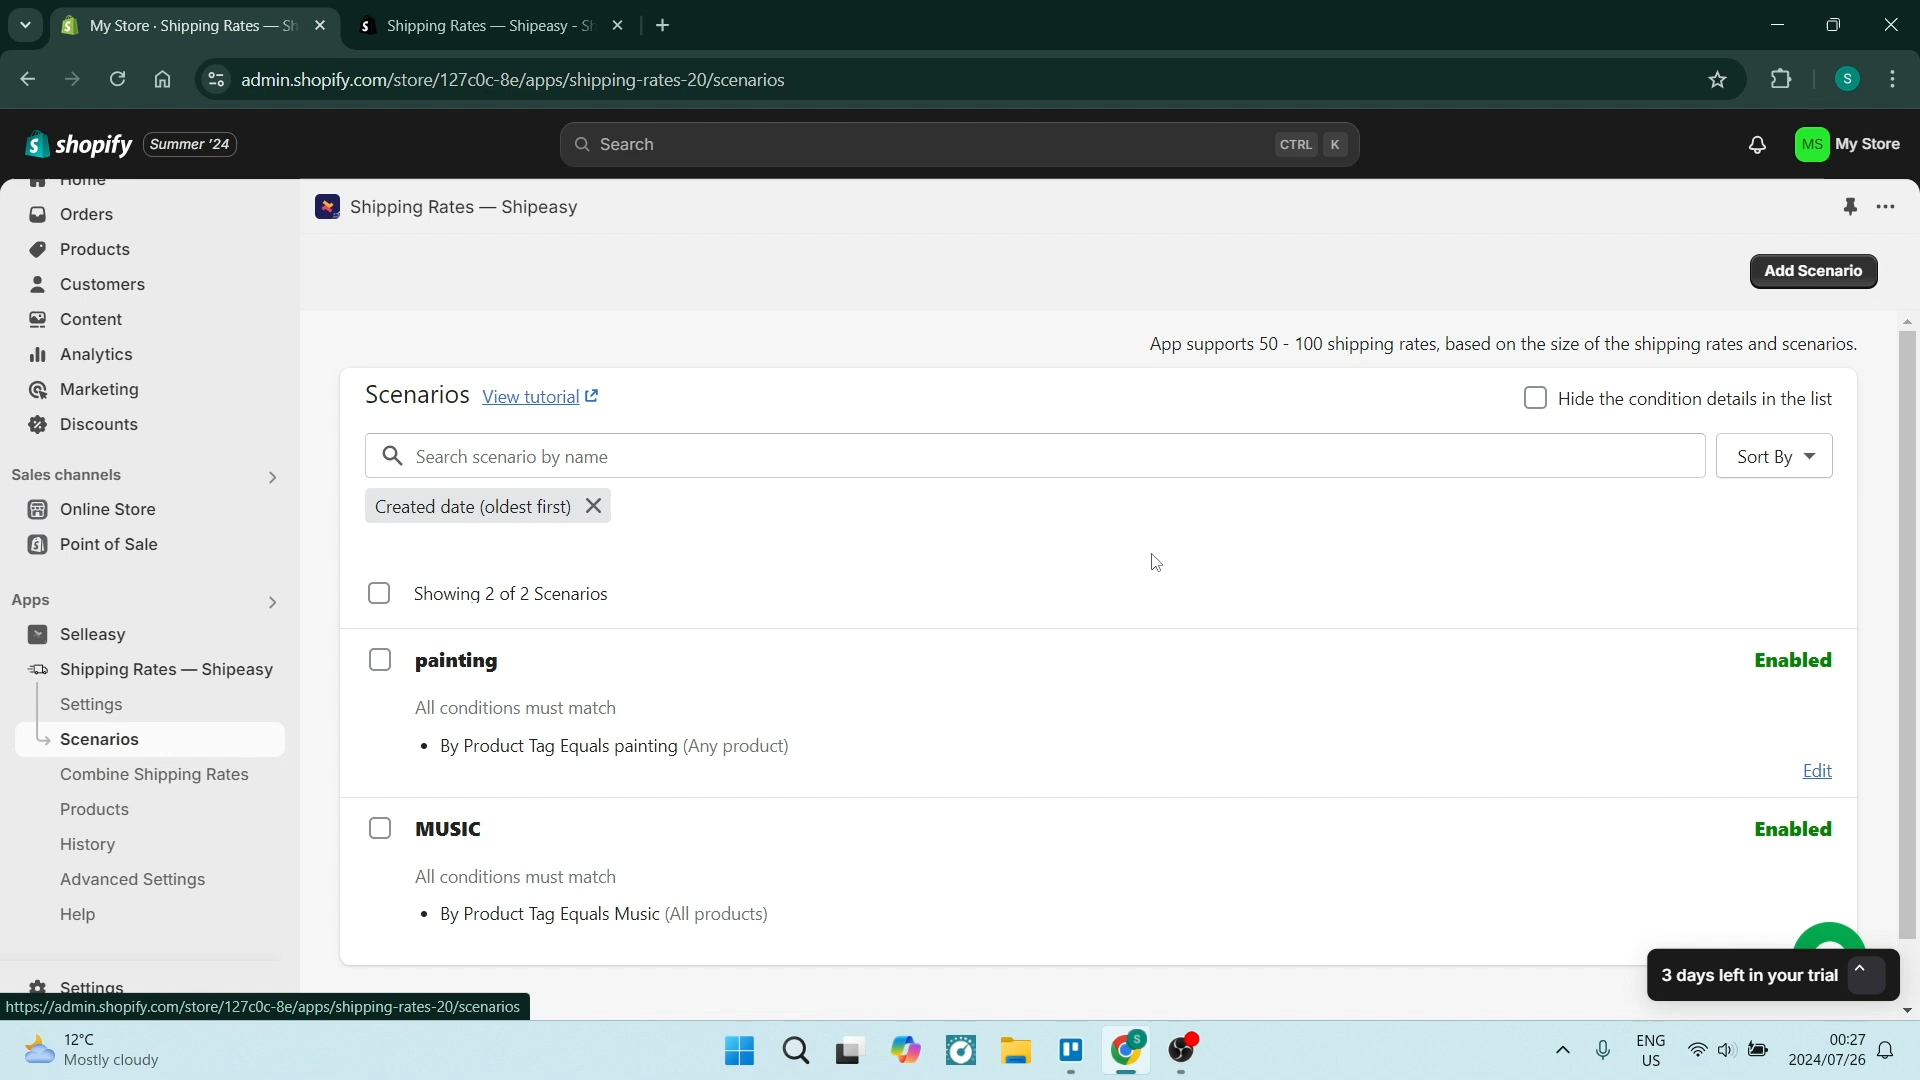 My Store · Shipping Rates — Sh
Shipping Rates — Shipeasy - Sh
admin.shopify.com/store/127c0c-8e/apps/shipping-rates-20/scenarios
S
shopify
Summer '24
Search
CTRL K
MS
My Store
Home
Orders
Products
Customers
Content
Analytics
Marketing
Discounts
Sales channels
Online Store
Point of Sale
Apps
Selleasy
Shipping Rates — Shipeasy
Settings
Scenarios
Combine Shipping Rates
Products
History
Advanced Settings
Help
Settings
Shipping Rates — Shipeasy
Add Scenario
App supports 50 - 100 shipping rates, based on the size of the shipping rates and scenarios.
Scenarios View tutorial
Hide the condition details in the list
Search scenario by name
Sort By
Created date (oldest first)
Showing 2 of 2 Scenarios
painting
Enabled
All conditions must match
• By Product Tag Equals painting (Any product)
Edit
MUSIC
Enabled
All conditions must match
• By Product Tag Equals Music (All products)
3 days left in your trial
https://admin.shopify.com/store/127c0c-8e/apps/shipping-rates-20/scenarios
12°C
Mostly cloudy
S
ENG
US
00:27
2024/07/26